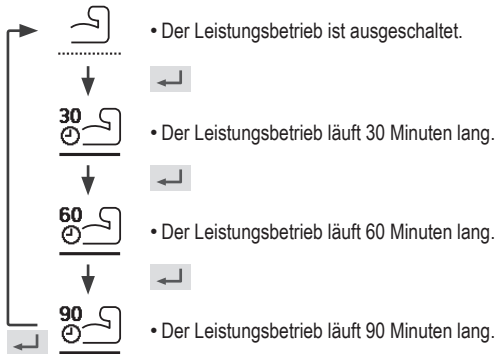 • Der Leistungsbetrieb ist ausgeschaltet.
30
• Der Leistungsbetrieb läuft 30 Minuten lang.
60
• Der Leistungsbetrieb läuft 60 Minuten lang.
90
• Der Leistungsbetrieb läuft 90 Minuten lang.